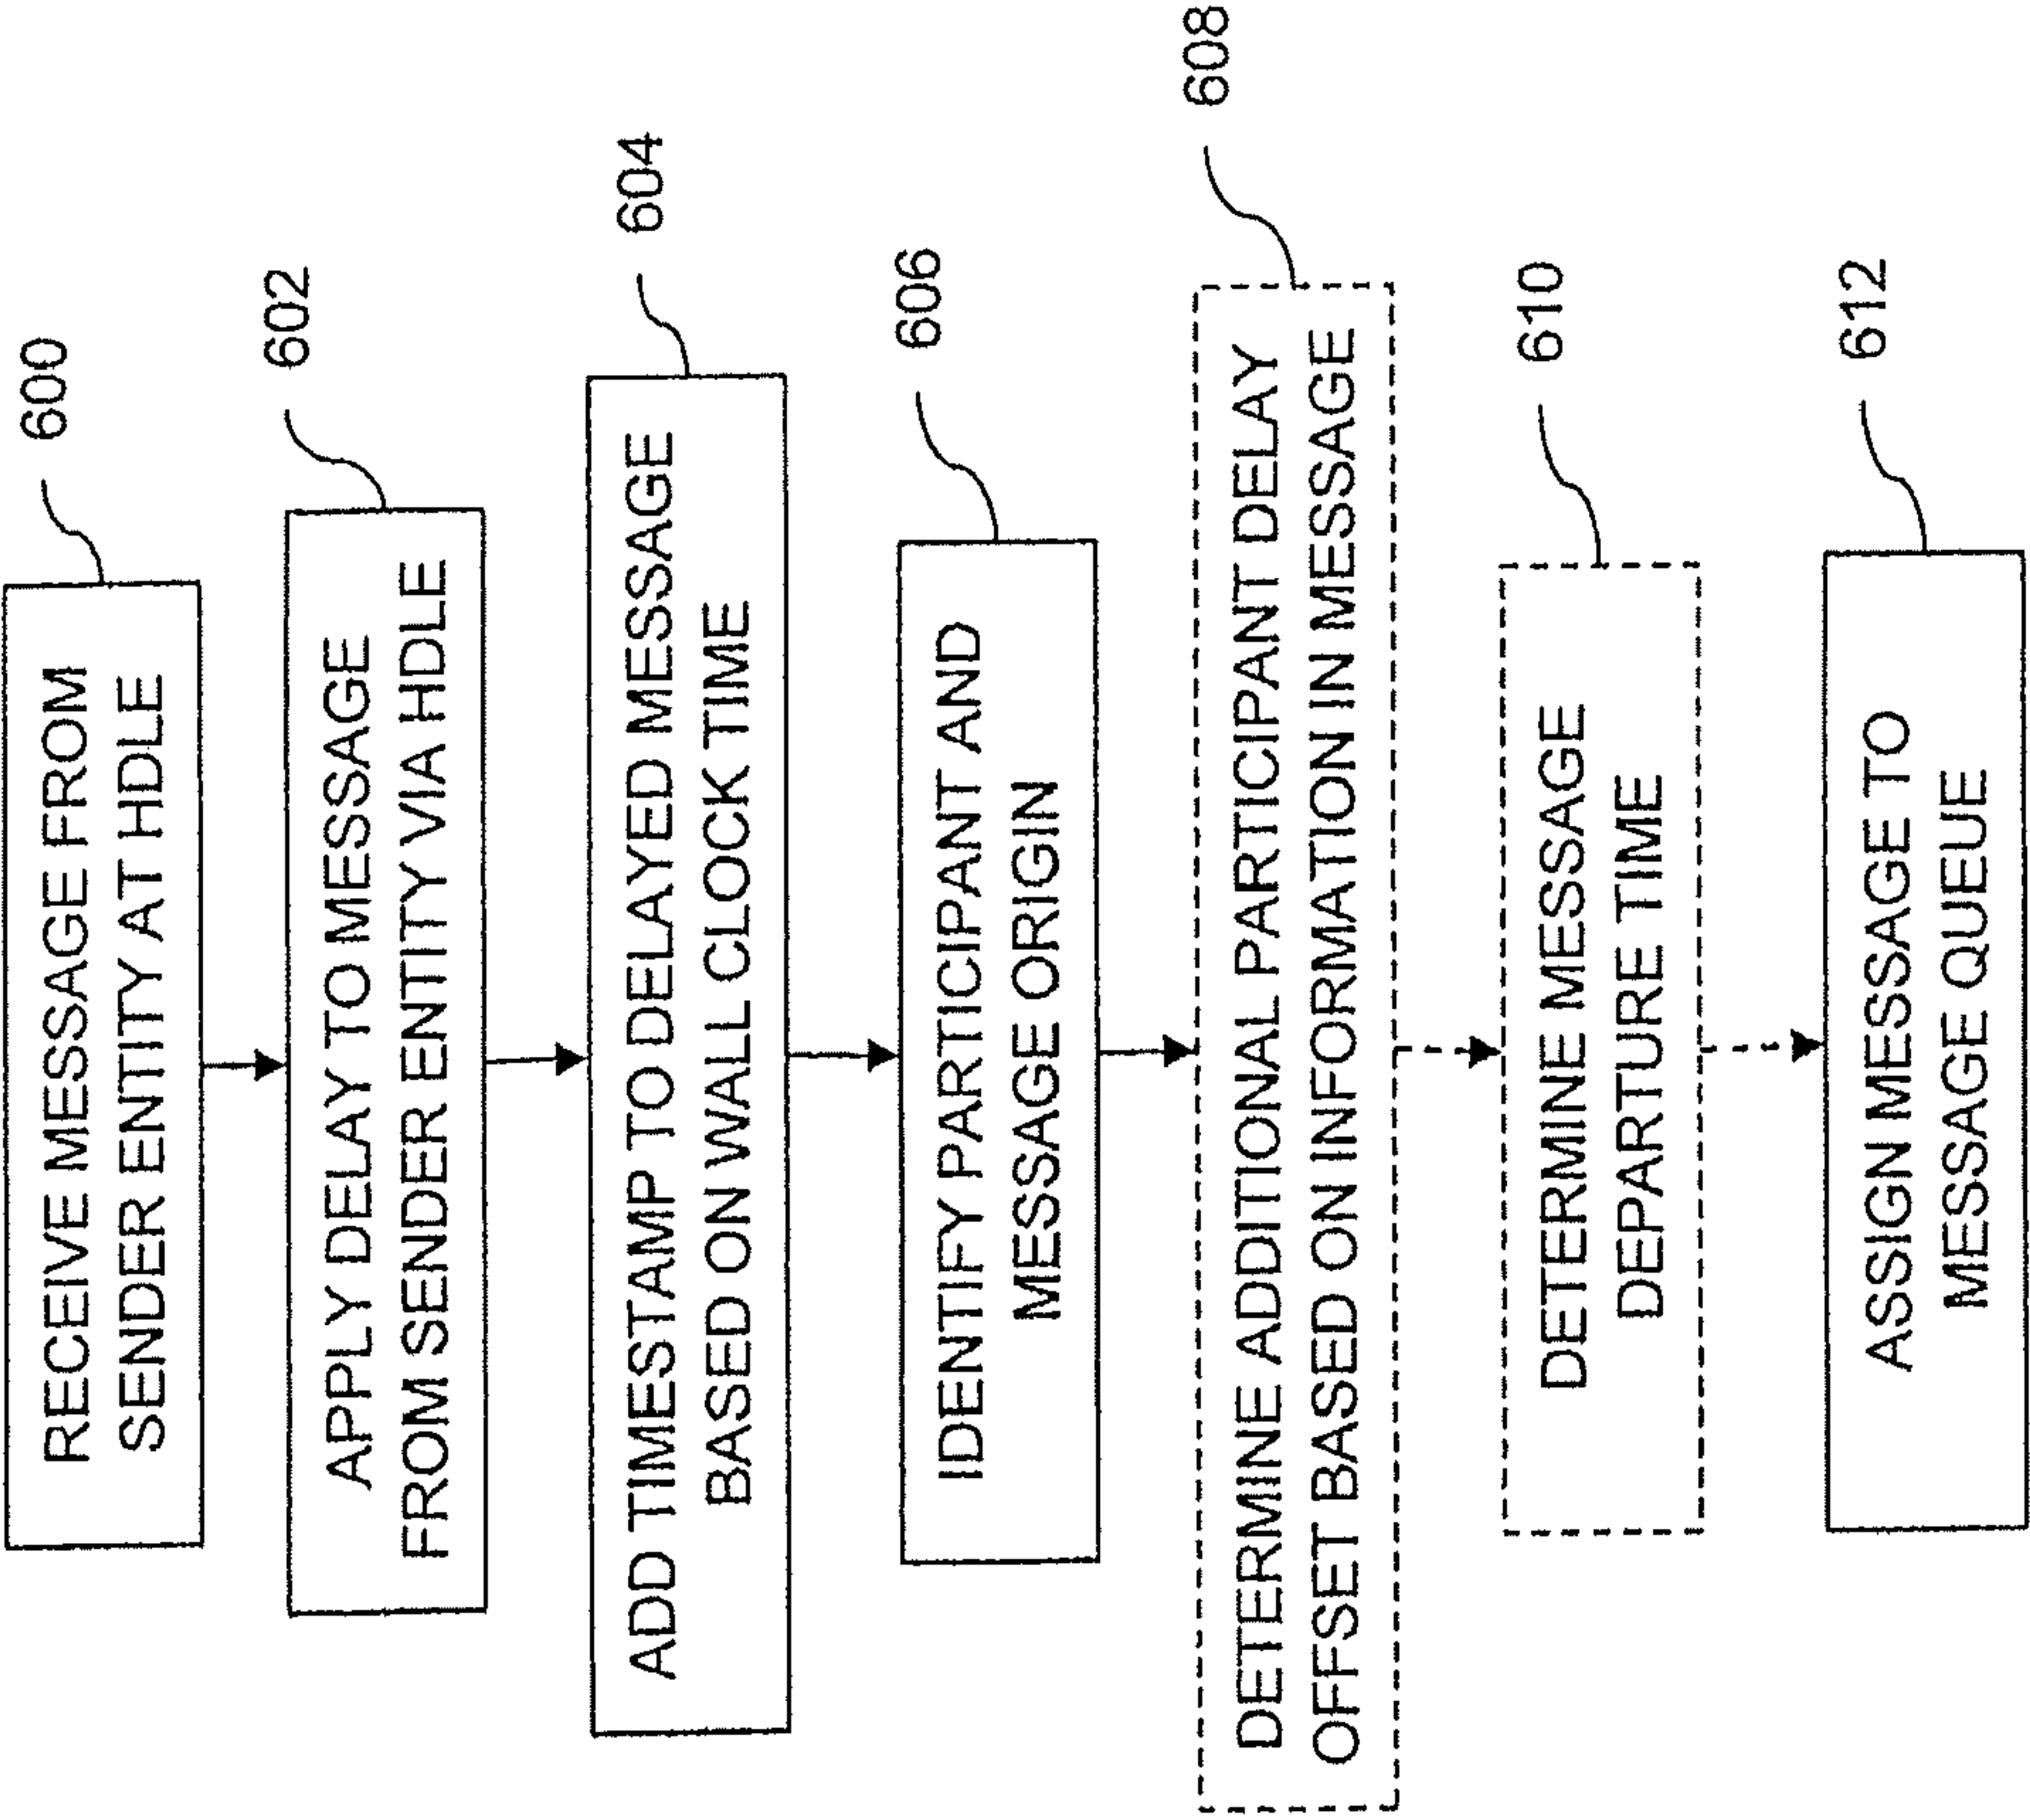 600
RECEIVE MESSAGE FROM
SENDER ENTITY AT HDLE
602
APPLY DELAY TO MESSAGE
FROM SENDER ENTITY VIA HDLE
604
ADD TIMESTAMP TO DELAYED MESSAGE
BASED ON WALL CLOCK TIME
606
IDENTIFY PARTICIPANT AND
MESSAGE ORIGIN
608
DETERMINE ADDITIONAL PARTICIPANT DELAY
OFFSET BASED ON INFORMATION IN MESSAGE
610
DETERMINE MESSAGE
DEPARTURE TIME
612
ASSIGN MESSAGE TO
MESSAGE QUEUE